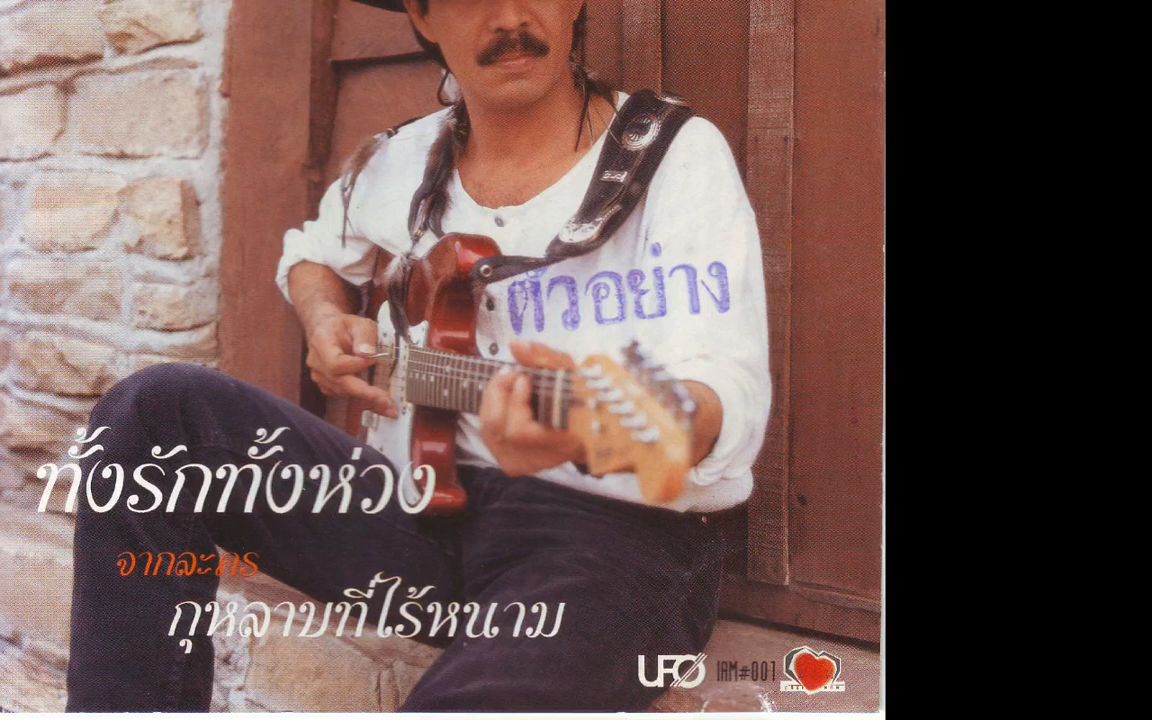 ตัวอย่าง
ทั้งรักทั้งห่วง
จากละคร
กุหลาบที่ไร้หนาม
UFO IAM#001